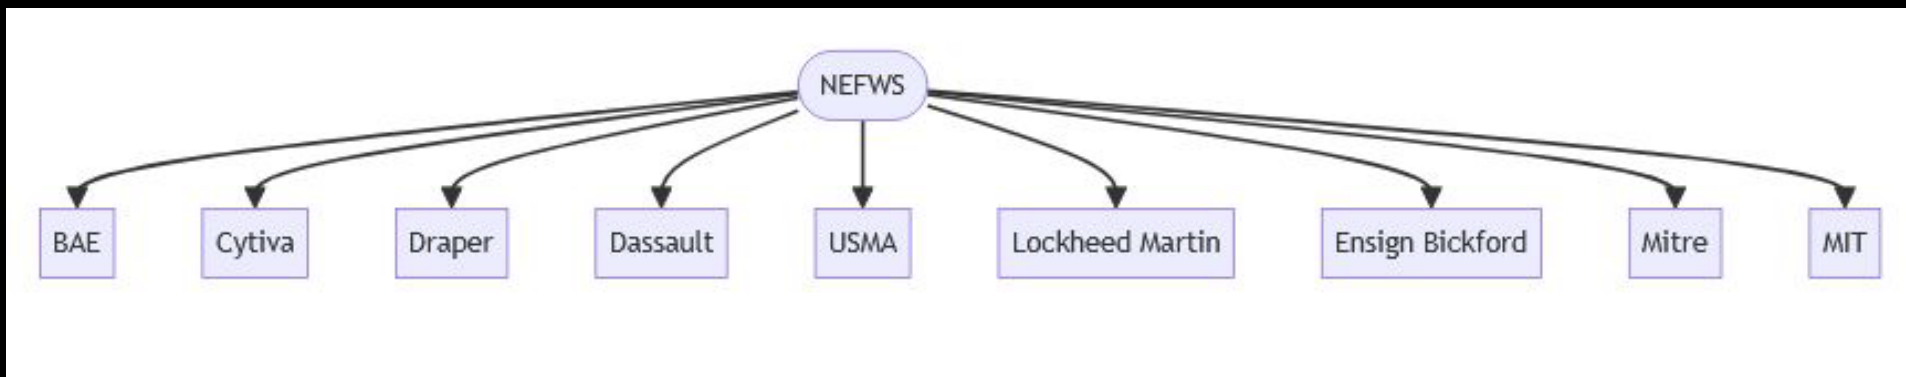 NEFWS
BAE
Cytiva
Draper
Dassault
USMA
Lockheed Martin
Ensign Bickford
Mitre
MIT